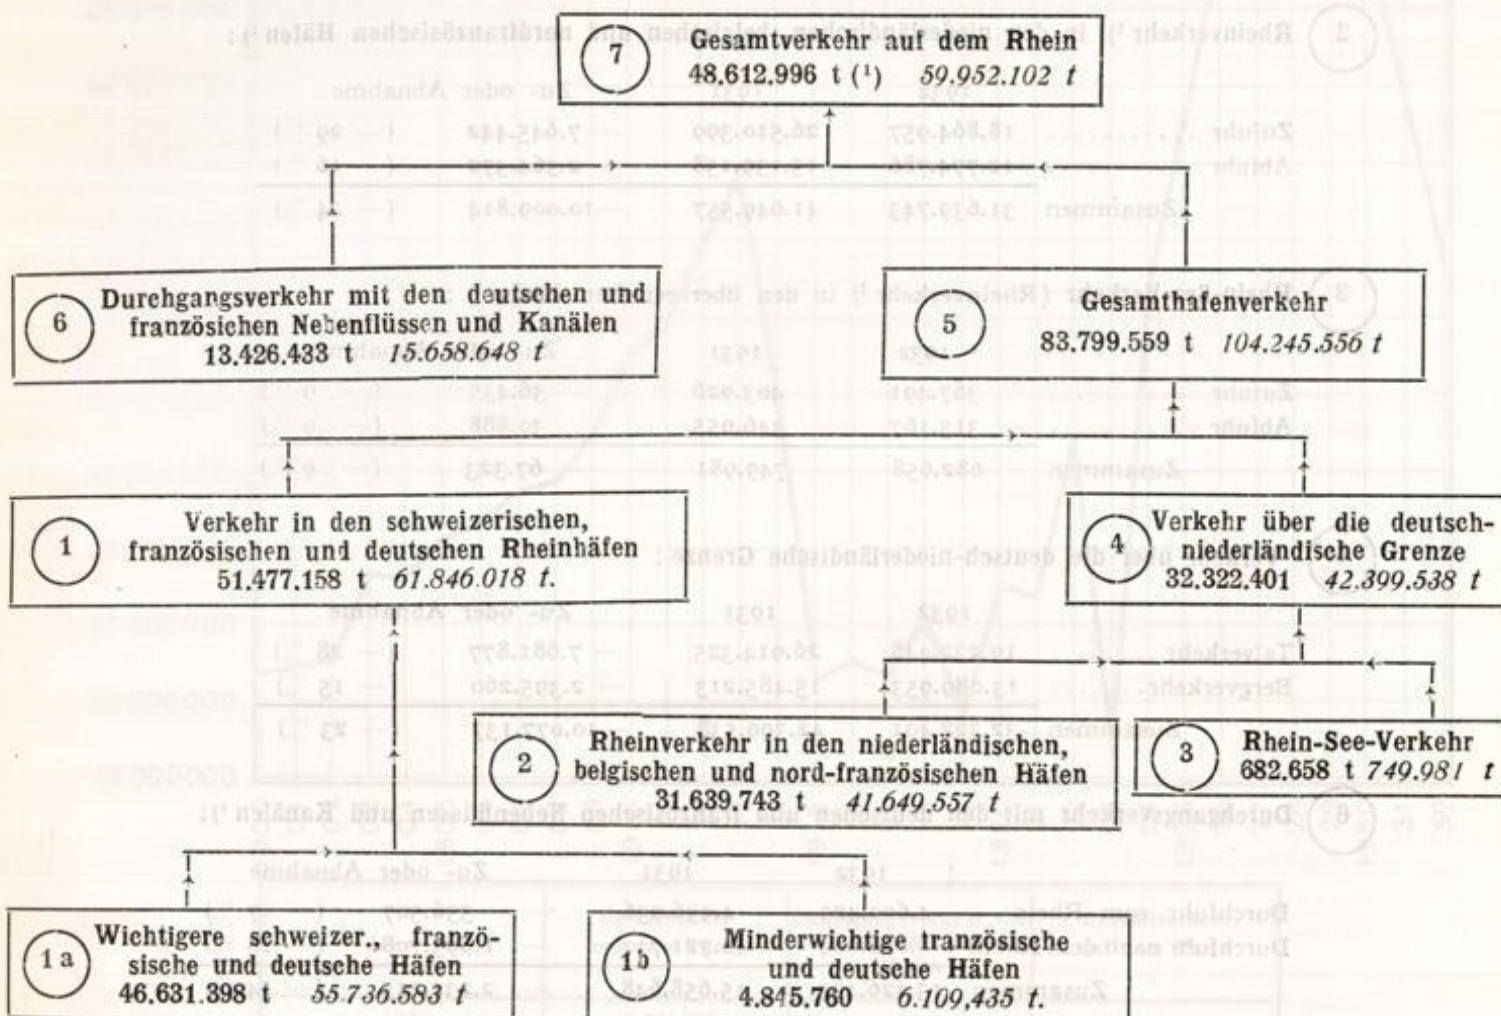 7
Gesamtverkehr auf dem Rhein
48.612.996 t (¹) 59.952.102 t
6
Durchgangsverkehr mit den deutschen und
französichen Nebenflüssen und Kanälen
13.426.433 t 15.658.648 t
5
Gesamthafenverkehr
83.799.559 t 104.245.556 t
1
Verkehr in den schweizerischen,
französischen und deutschen Rheinhäfen
51.477.158 t 61.846.018 t.
4
Verkehr über die deutsch-
niederländische Grenze
32.322.401 42.399.538 t
2
Rheinverkehr in den niederländischen,
belgischen und nord-französischen Häfen
31.639.743 t 41.649.557 t
3
Rhein-See-Verkehr
682.658 t 749.981 t
1a
Wichtigere schweizer., franzö-
sische und deutsche Häfen
46.631.398 t 55.736.583 t
1b
Minderwichtige tranzösische
und deutsche Häfen
4.845.760 6.109,435 t.